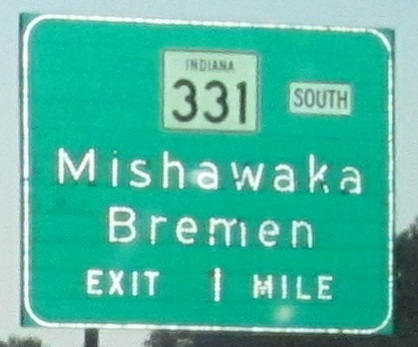 INDIANA
331 SOUTH
Mishawaka
Bremen
EXIT 1 MILE